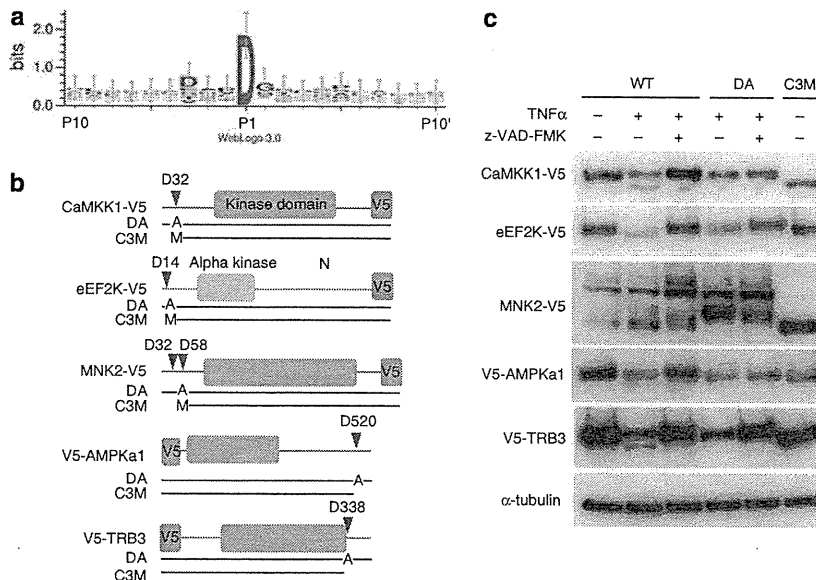 a
bits
2.0
1.0
0.0
D
D
G
P10
P1
P10'
WebLogo 3.0
b
D32
CaMKK1-V5
Kinase domain
V5
DA
A
C3M
M
D14
Alpha kinase
N
eEF2K-V5
V5
DA
A
C3M
M
D32 D58
MNK2-V5
V5
DA
A
C3M
M
D520
V5-AMPKa1
V5
DA
A
C3M
D338
V5-TRB3
V5
DA
A
C3M
c
WT DA C3M
TNFα − + + + + −
z-VAD-FMK − − + − + −
CaMKK1-V5
eEF2K-V5
MNK2-V5
V5-AMPKa1
V5-TRB3
α-tubulin